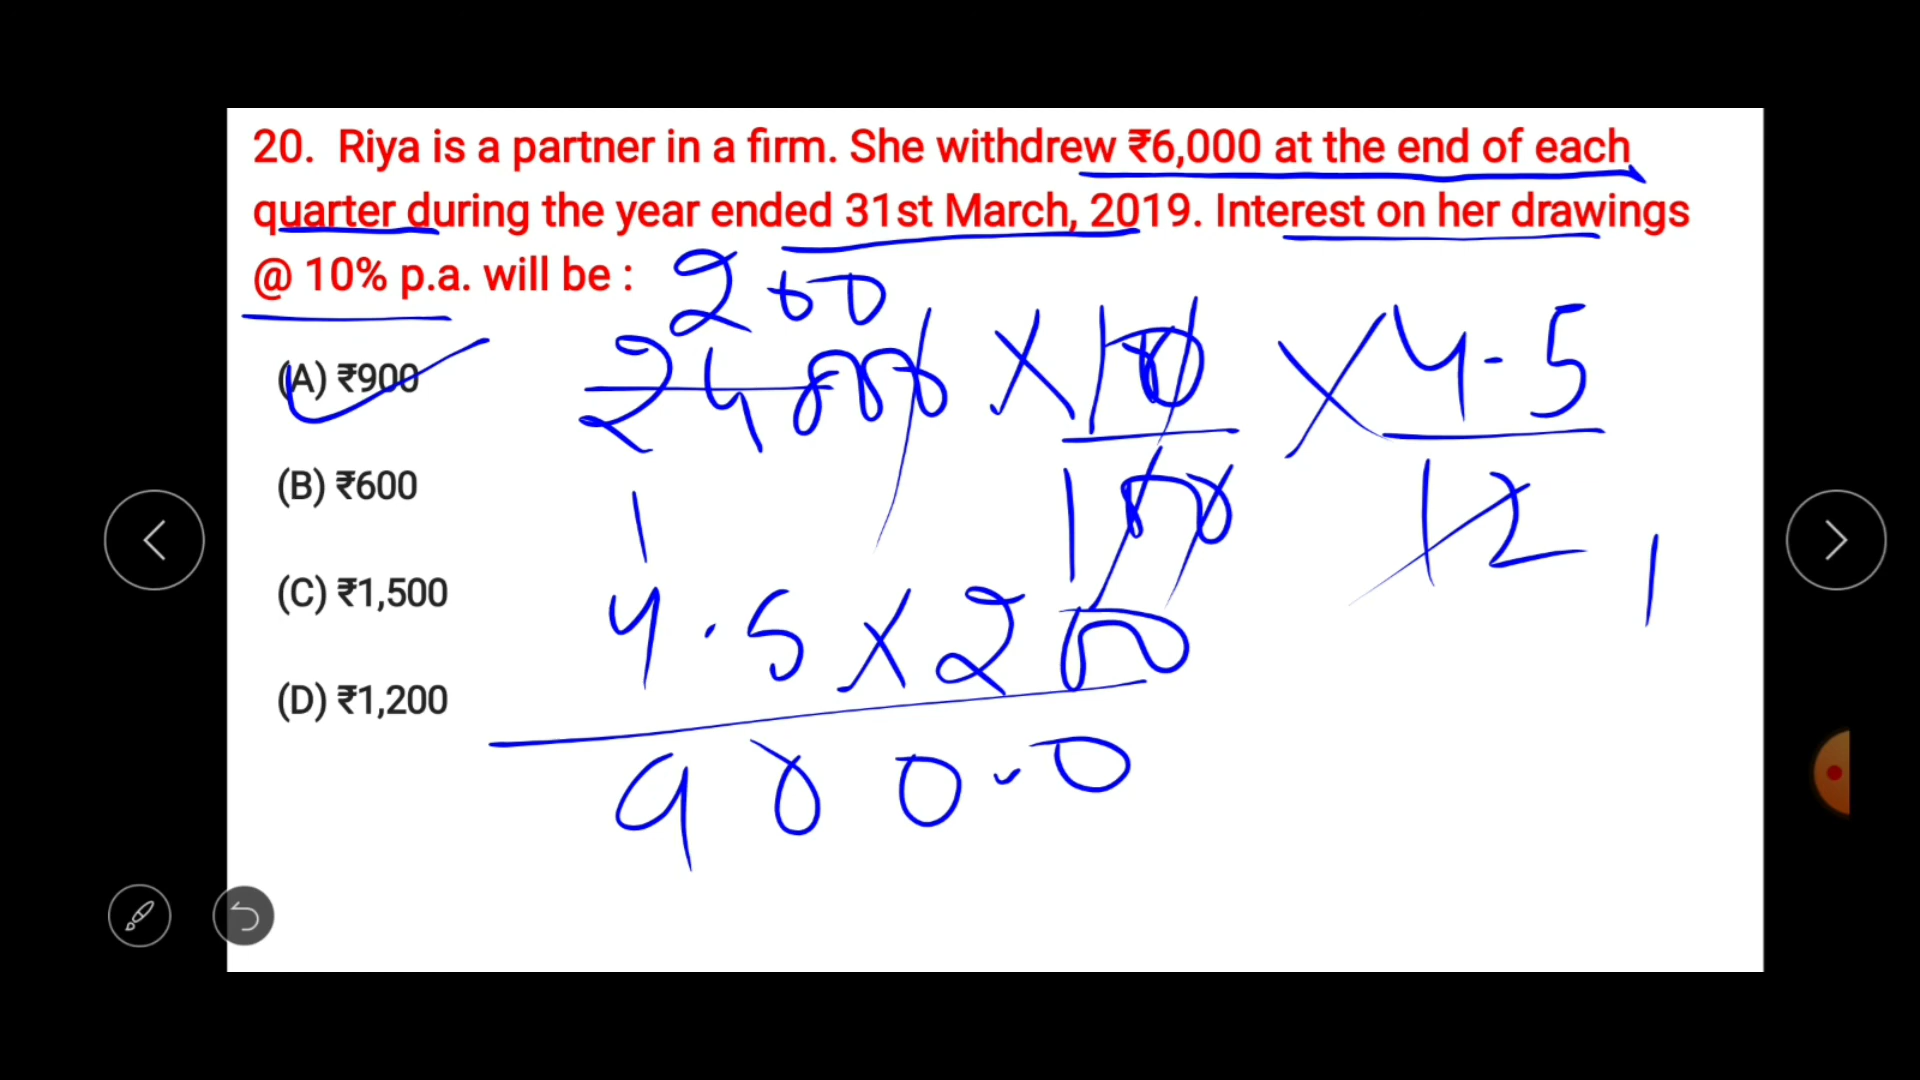 20. Riya is a partner in a firm. She withdrew ₹6,000 at the end of each
quarter during the year ended 31st March, 2019. Interest on her drawings
@ 10% p.a. will be :
200
(A) ₹900
24000 × 10 × 4.5
(B) ₹600
1 100 12 1
(C) ₹1,500
4.5 × 200
(D) ₹1,200
900.0